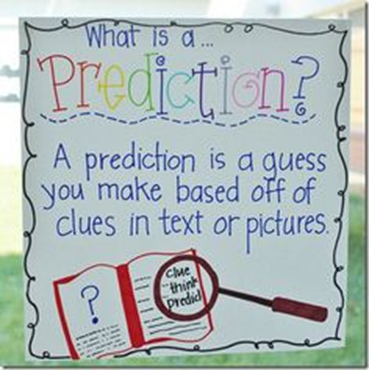 What is a...
Prediction?
A prediction is a guess
you make based off of
clues in text or pictures.
?
clue
think
predict